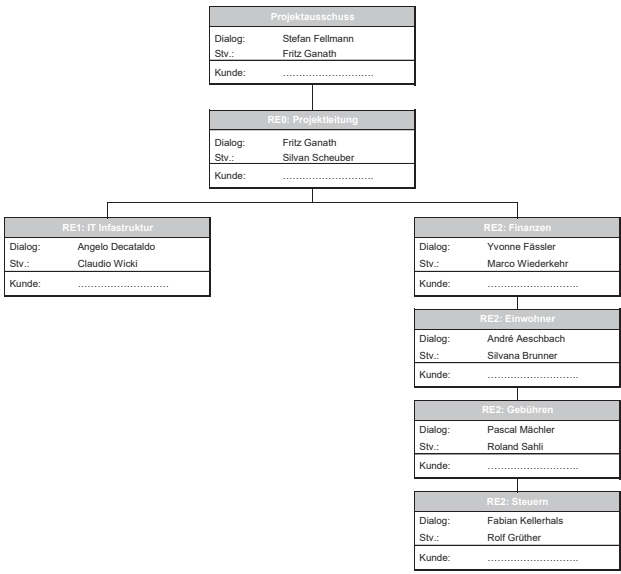 Projektausschuss
Dialog: Stefan Fellmann
Stv.: Fritz Ganath
Kunde: ............................
RE0: Projektleitung
Dialog: Fritz Ganath
Stv.: Silvan Scheuber
Kunde: ............................
RE1: IT Infastruktur
Dialog: Angelo Decataldo
Stv.: Claudio Wicki
Kunde: ............................
RE2: Finanzen
Dialog: Yvonne Fässler
Stv.: Marco Wiederkehr
Kunde: ............................
RE2: Einwohner
Dialog: André Aeschbach
Stv.: Silvana Brunner
Kunde: ............................
RE2: Gebühren
Dialog: Pascal Mächler
Stv.: Roland Sahli
Kunde: ............................
RE2: Steuern
Dialog: Fabian Kellerhals
Stv.: Rolf Grüther
Kunde: ............................